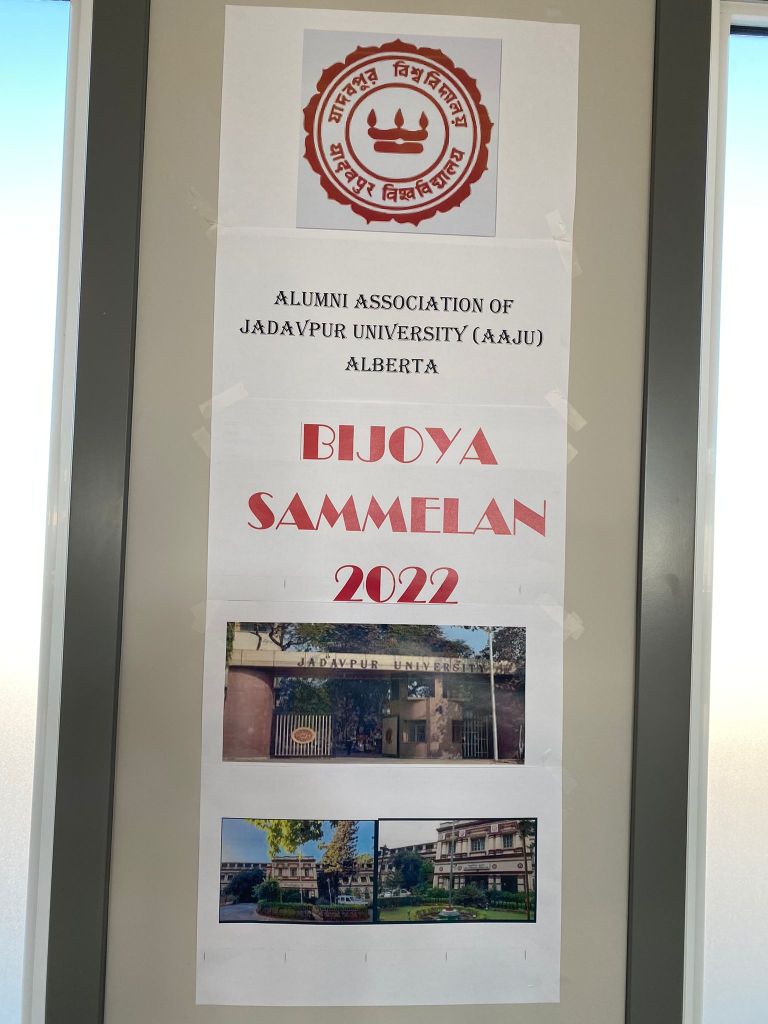 যাদবপুর বিশ্ববিদ্যালয়
যাদবপুর বিশ্ববিদ্যালয়
ALUMNI ASSOCIATION OF
JADAVPUR UNIVERSITY (AAJU)
ALBERTA
BIJOYA
SAMMELAN
2022
JADAVPUR UNIVERSITY